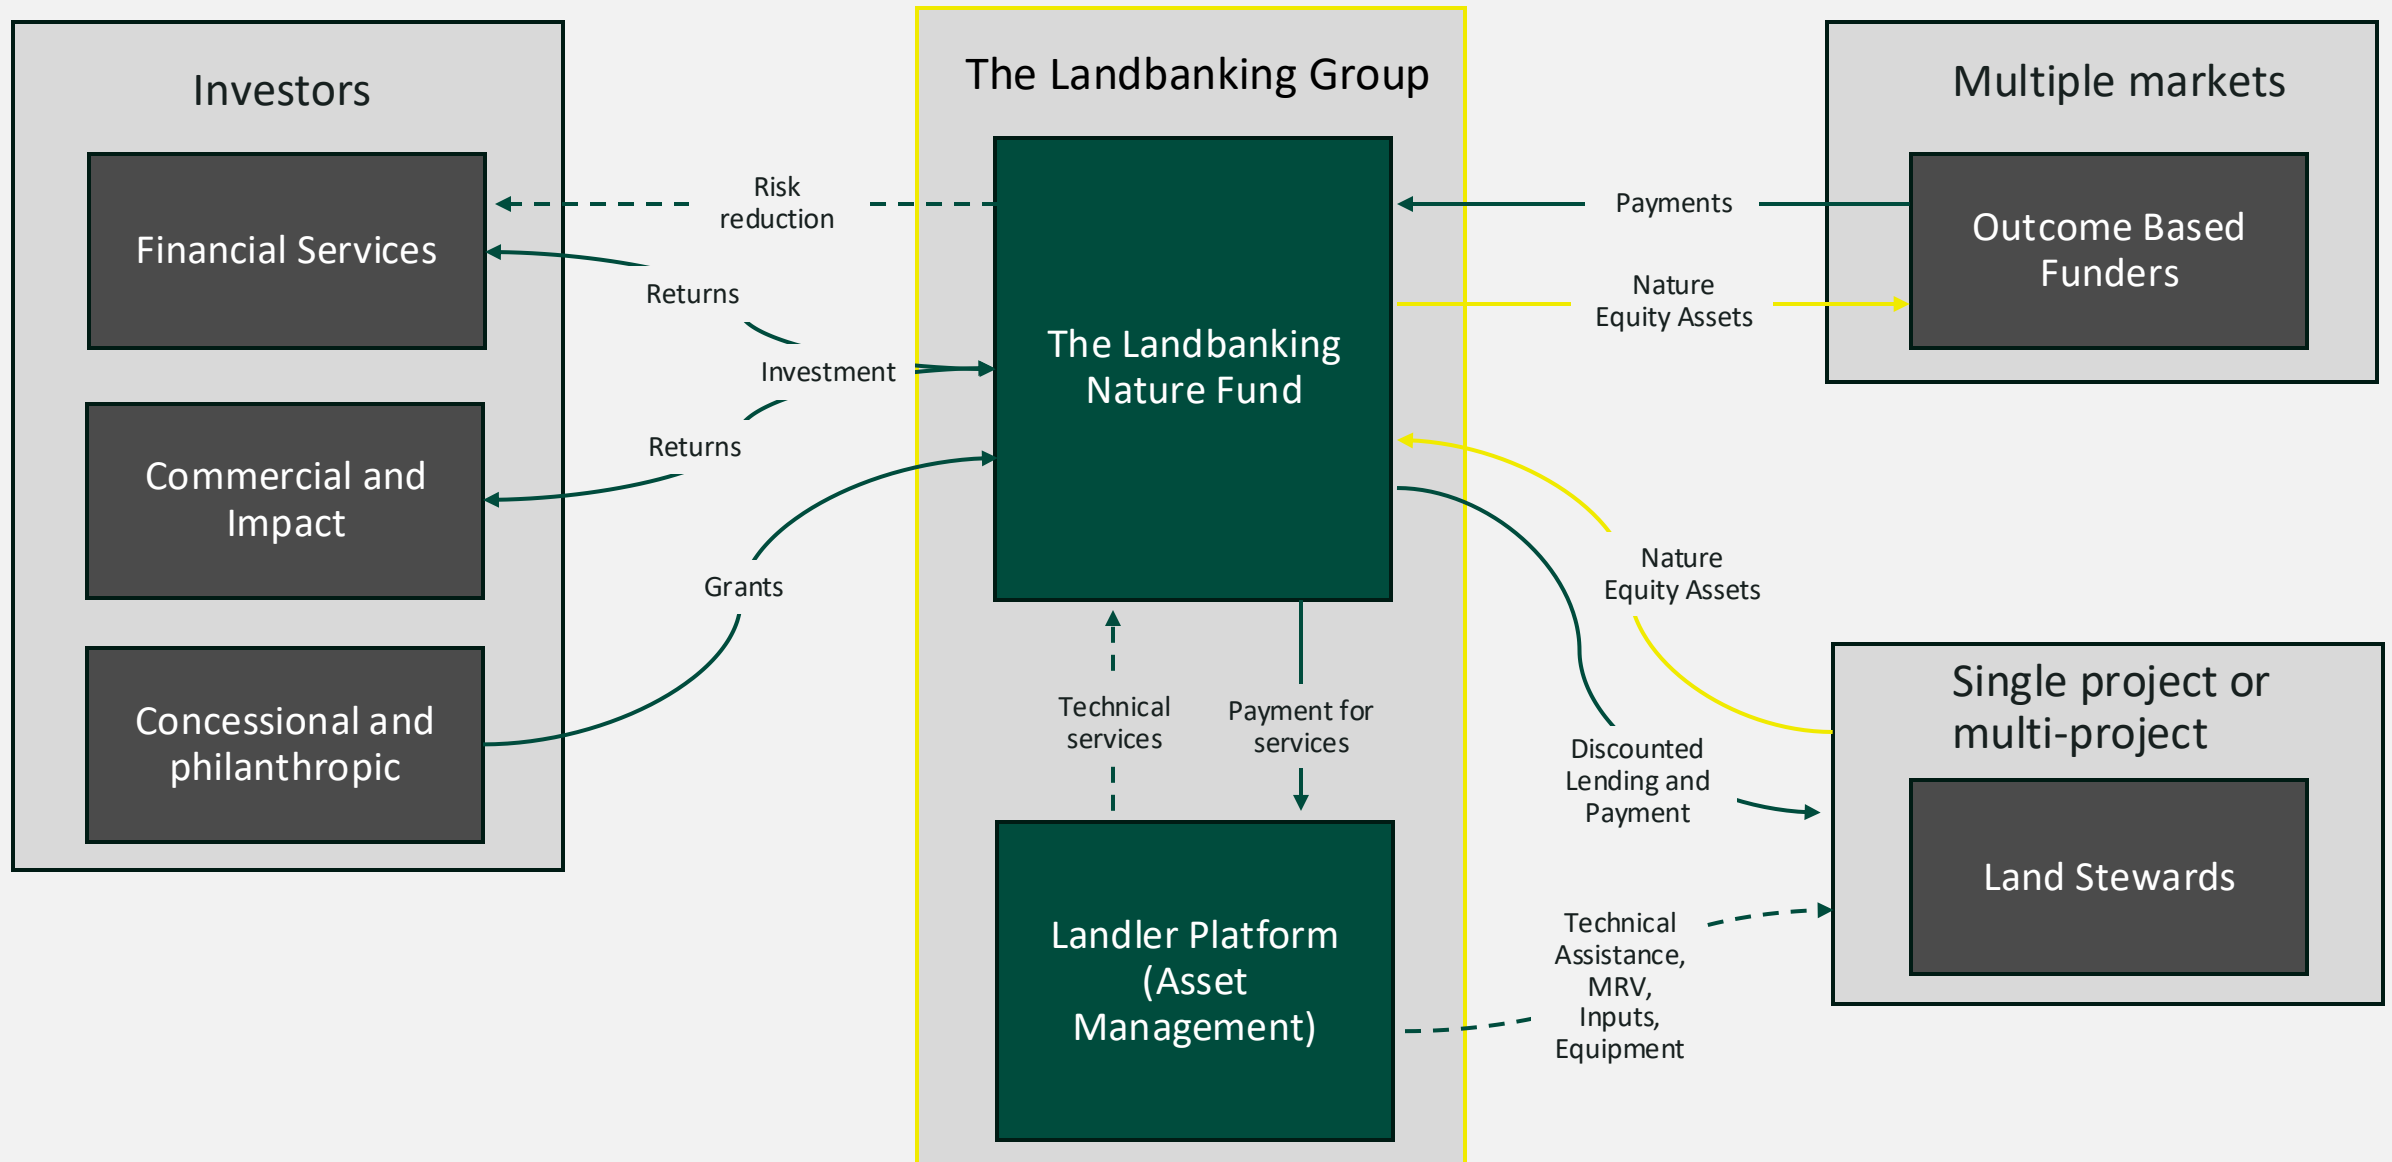 Investors
Financial Services
Commercial and
Impact
Concessional and
philanthropic
Risk
reduction
Returns
Investment
Returns
Grants
The Landbanking Group
The Landbanking
Nature Fund
Technical
services
Payment for
services
Landler Platform
(Asset
Management)
Payments
Nature
Equity Assets
Nature
Equity Assets
Discounted
Lending and
Payment
Technical
Assistance,
MRV,
Inputs,
Equipment
Multiple markets
Outcome Based
Funders
Single project or
multi-project
Land Stewards